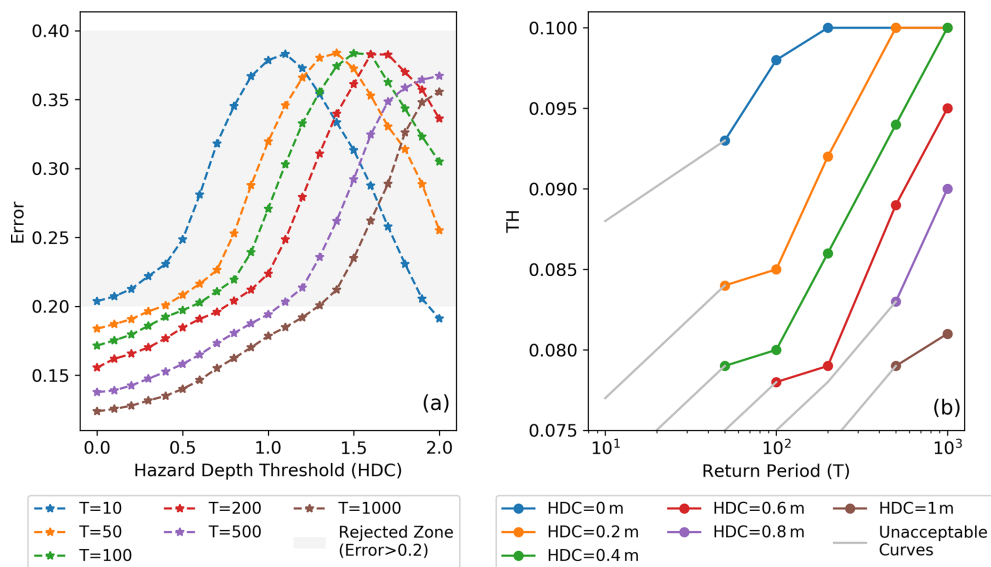 Error
0.40
0.35
0.30
0.25
0.20
0.15
0.0 0.5 1.0 1.5 2.0
Hazard Depth Threshold (HDC)
(a)
T=10 T=200 T=1000
T=50 T=500 Rejected Zone
(Error>0.2)
T=100
TH
0.100
0.095
0.090
0.085
0.080
0.075
10¹ 10² 10³
Return Period (T)
(b)
HDC=0 m HDC=0.6 m HDC=1 m
HDC=0.2 m HDC=0.8 m Unacceptable
Curves
HDC=0.4 m